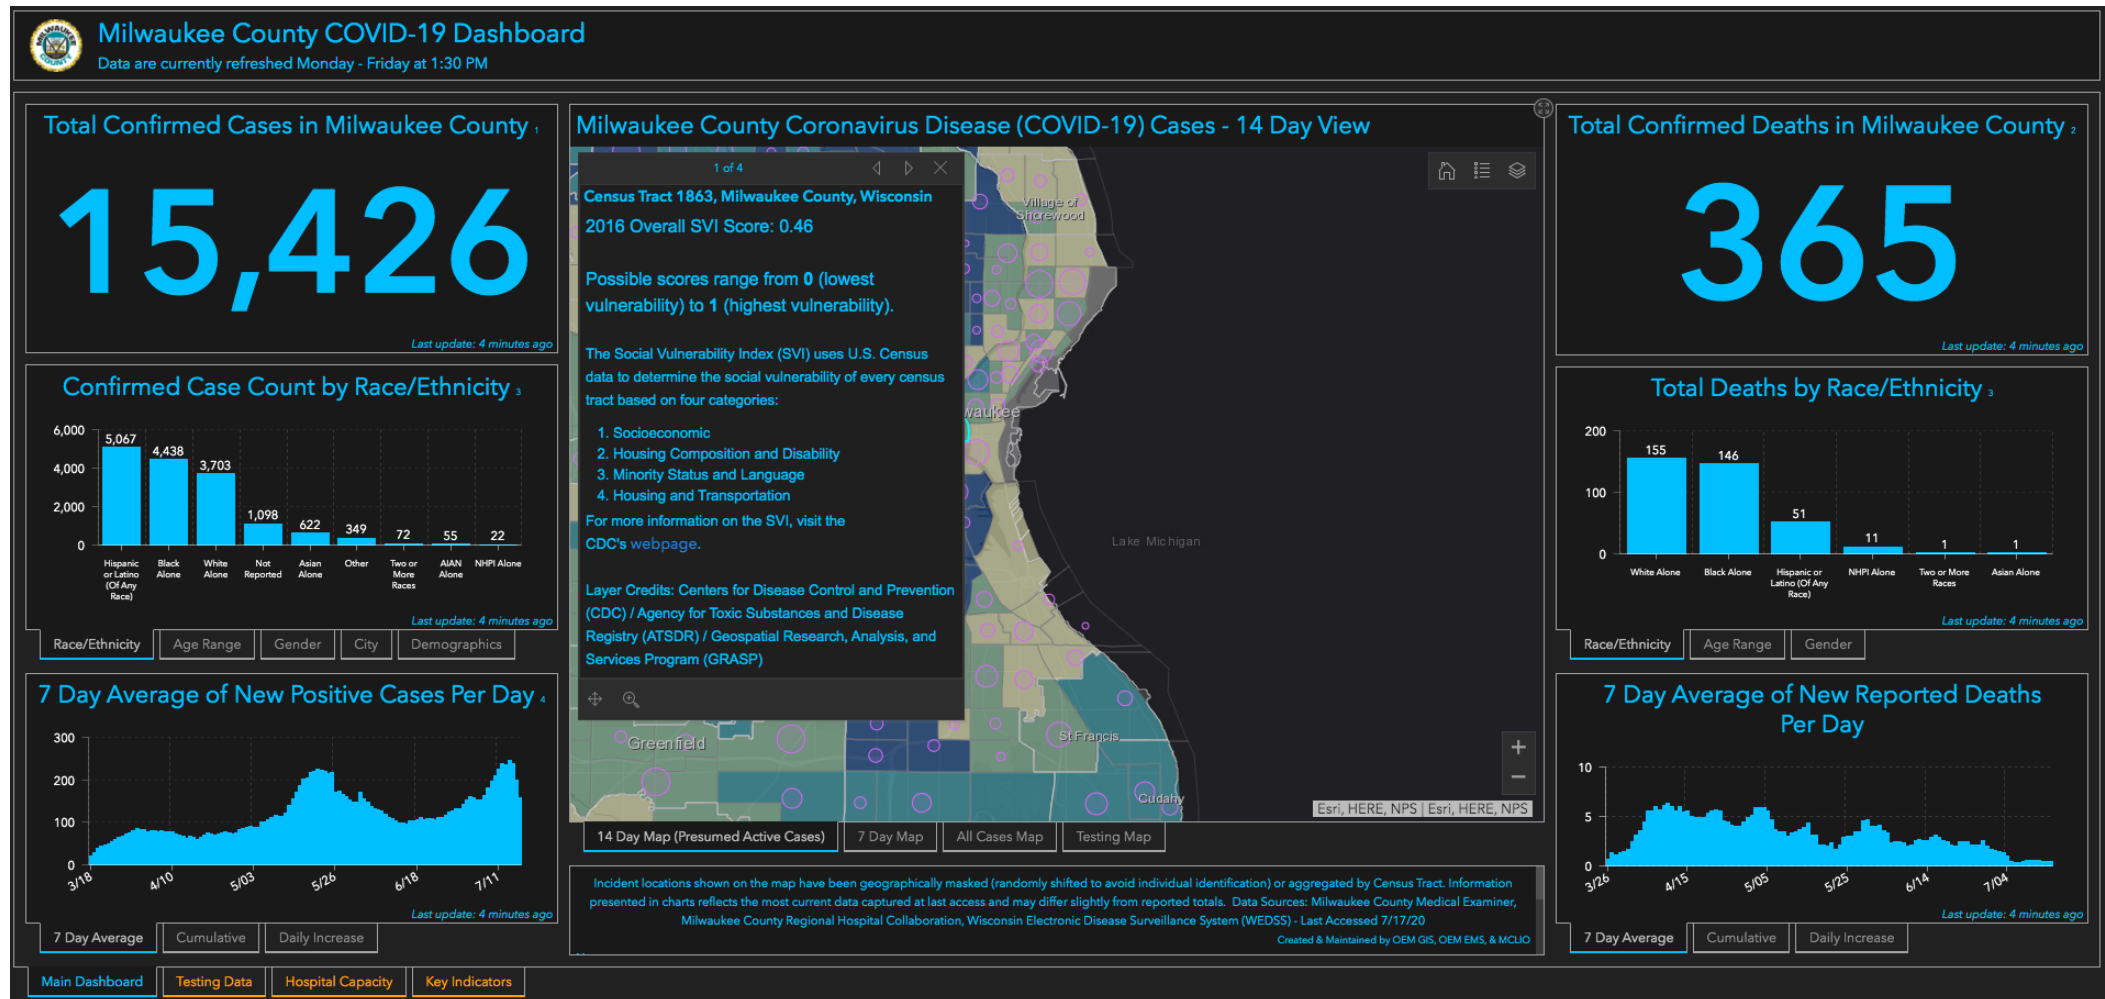 Milwaukee County COVID-19 Dashboard
Data are currently refreshed Monday - Friday at 1:30 PM
Total Confirmed Cases in Milwaukee County 1
15,426
Last update: 4 minutes ago
Confirmed Case Count by Race/Ethnicity 3
6,000
4,000
2,000
0
5,067
4,438
3,703
1,098
622
349
72
55
22
Hispanic or Latino (Of Any Race)
Black Alone
White Alone
Not Reported
Asian Alone
Other
Two or More Races
AIAN Alone
NHPI Alone
Last update: 4 minutes ago
Race/Ethnicity
Age Range
Gender
City
Demographics
7 Day Average of New Positive Cases Per Day 4
300
200
100
0
3/18
4/10
5/03
5/26
6/18
7/11
Last update: 4 minutes ago
7 Day Average
Cumulative
Daily Increase
Milwaukee County Coronavirus Disease (COVID-19) Cases - 14 Day View
1 of 4
Census Tract 1863, Milwaukee County, Wisconsin
2016 Overall SVI Score: 0.46
Possible scores range from 0 (lowest
vulnerability) to 1 (highest vulnerability).
The Social Vulnerability Index (SVI) uses U.S. Census
data to determine the social vulnerability of every census
tract based on four categories:
1. Socioeconomic
2. Housing Composition and Disability
3. Minority Status and Language
4. Housing and Transportation
For more information on the SVI, visit the
CDC's webpage.
Layer Credits: Centers for Disease Control and Prevention
(CDC) / Agency for Toxic Substances and Disease
Registry (ATSDR) / Geospatial Research, Analysis, and
Services Program (GRASP)
Village of
Shorewood
waukee
Lake Michigan
Greenfield
St Francis
Cudahy
Esri, HERE, NPS | Esri, HERE, NPS
14 Day Map (Presumed Active Cases)
7 Day Map
All Cases Map
Testing Map
Incident locations shown on the map have been geographically masked (randomly shifted to avoid individual identification) or aggregated by Census Tract. Information
presented in charts reflects the most current data captured at last access and may differ slightly from reported totals. Data Sources: Milwaukee County Medical Examiner,
Milwaukee County Regional Hospital Collaboration, Wisconsin Electronic Disease Surveillance System (WEDSS) - Last Accessed 7/17/20
Created & Maintained by OEM GIS, OEM EMS, & MCLIO
Total Confirmed Deaths in Milwaukee County 2
365
Last update: 4 minutes ago
Total Deaths by Race/Ethnicity 3
200
100
0
155
146
51
11
1
1
White Alone
Black Alone
Hispanic or Latino (Of Any Race)
NHPI Alone
Two or More Races
Asian Alone
Last update: 4 minutes ago
Race/Ethnicity
Age Range
Gender
7 Day Average of New Reported Deaths
Per Day
10
5
0
3/26
4/15
5/05
5/25
6/14
7/04
Last update: 4 minutes ago
7 Day Average
Cumulative
Daily Increase
Main Dashboard
Testing Data
Hospital Capacity
Key Indicators